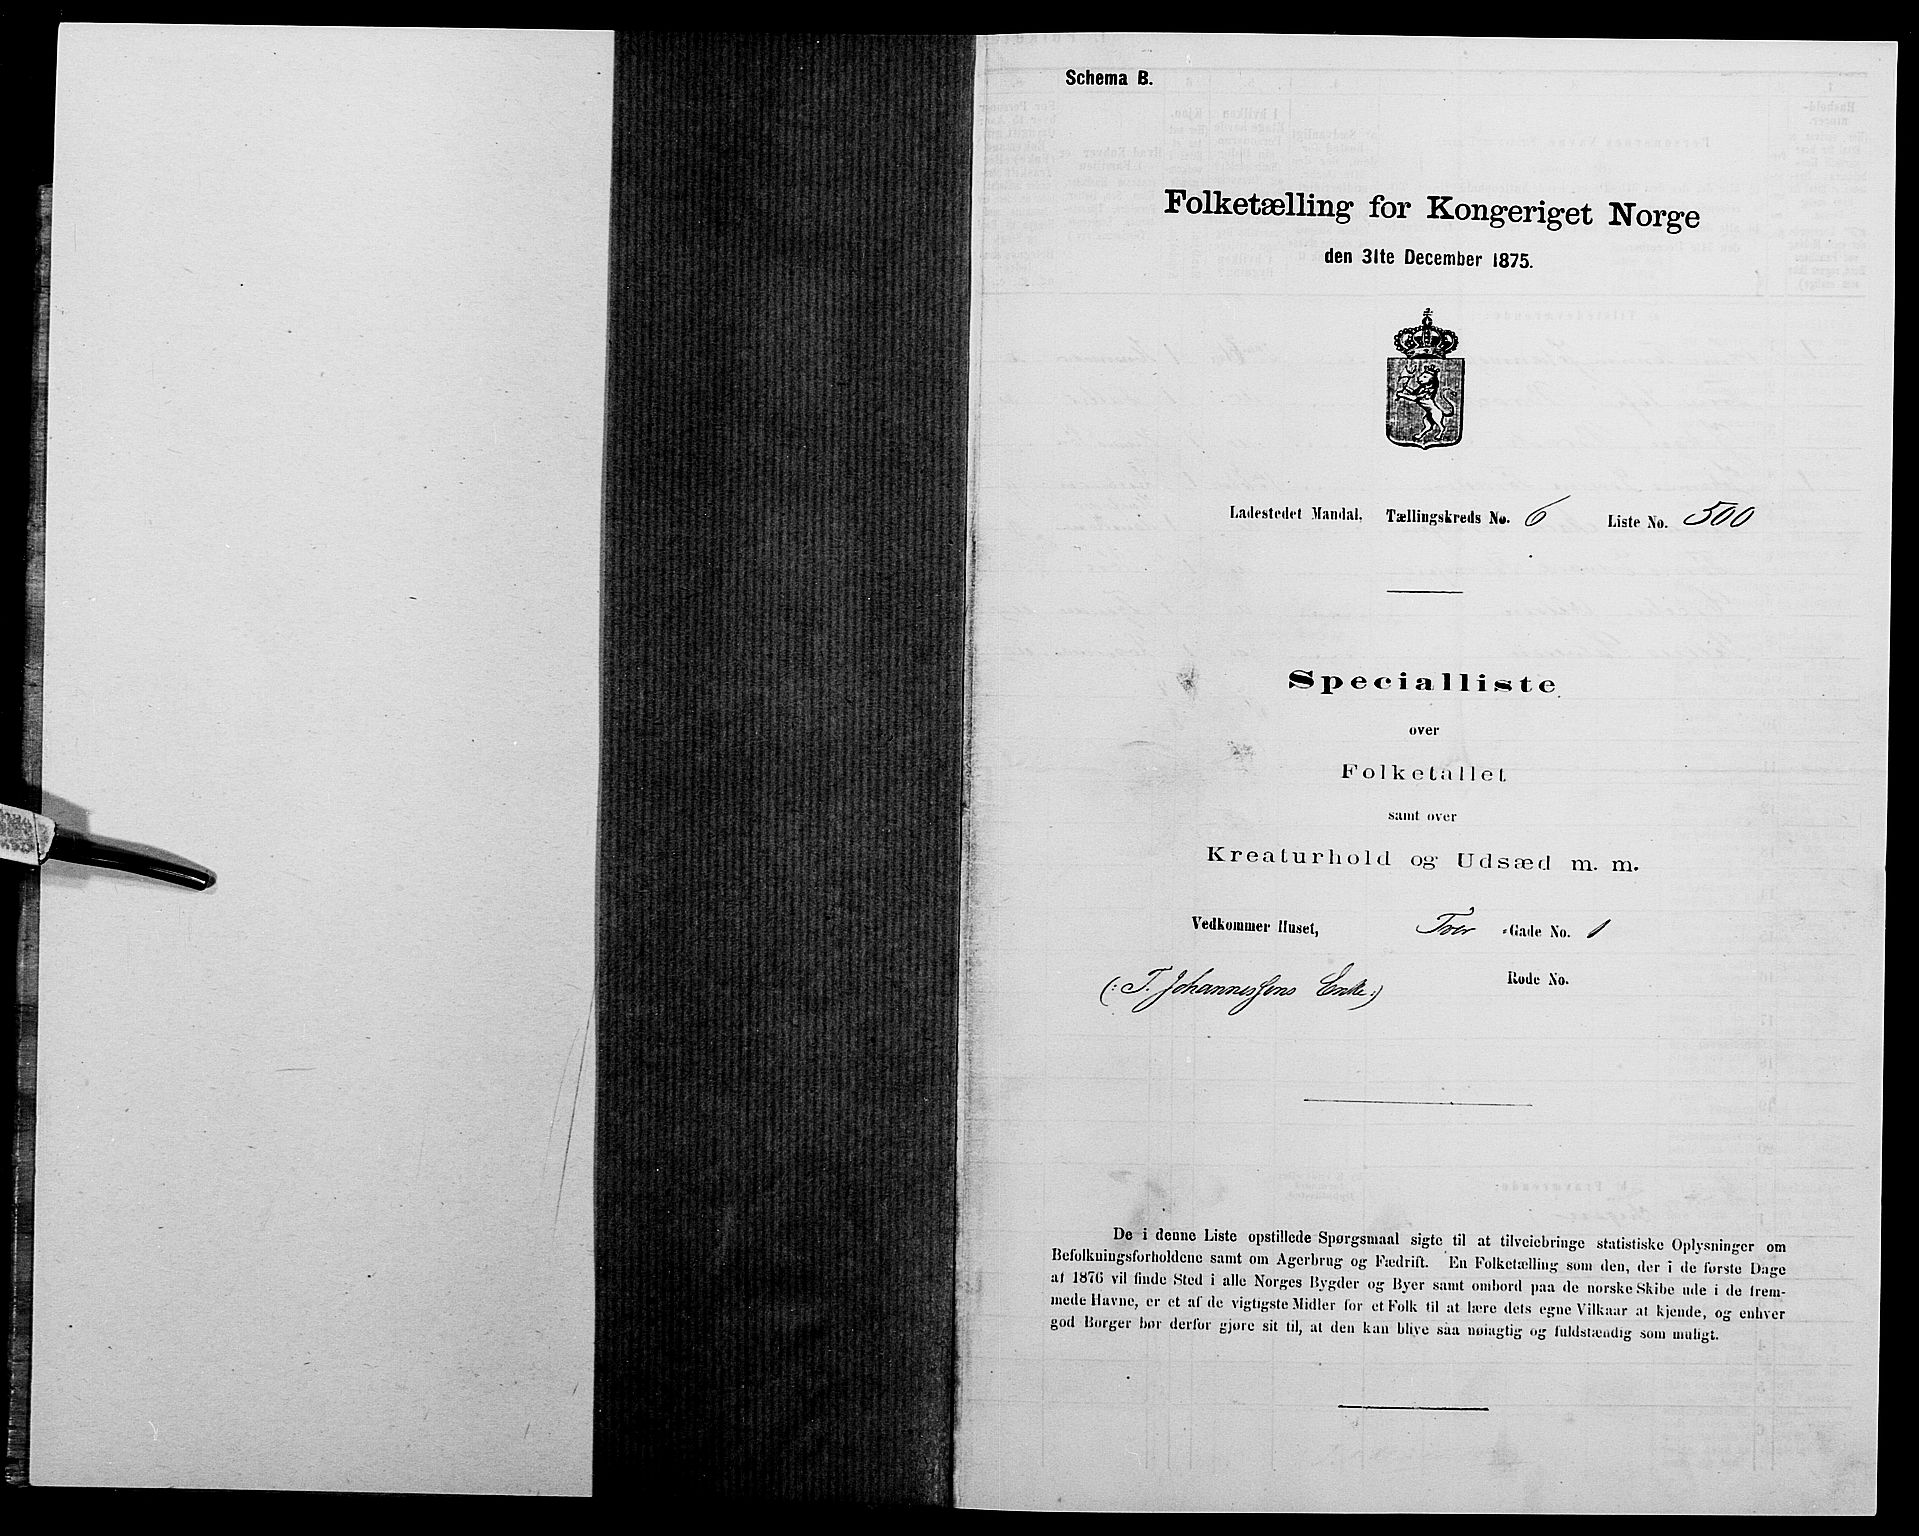 Schema B.
Folketælling for Kongeriget Norge
den 31te December 1875.
Ladestedet Mandal, Tællingskreds No. 6 Liste No. 500
Specialliste
over
Folketallet
samt over
Kreaturhold og Udsæd m. m.
Vedkommer Huset, Tver -Gade No. 1
(: T. Johannessens Enke :) Rode No.
De i denne Liste opstillede Spørgsmaal sigte til at tilveiebringe statistiske Oplysninger om
Befolkningsforholdene samt om Agerbrug og Fædrift. En Folketælling som den, der i de første Dage
af 1876 vil finde Sted i alle Norges Bygder og Byer samt ombord paa de norske Skibe ude i de frem-
mede Havne, er et af de vigtigste Midler for et Folk til at lære dets egne Vilkaar at kjende, og enhver
god Borger bør derfor gjøre sit til, at den kan blive saa nøiagtig og fuldstændig som muligt.